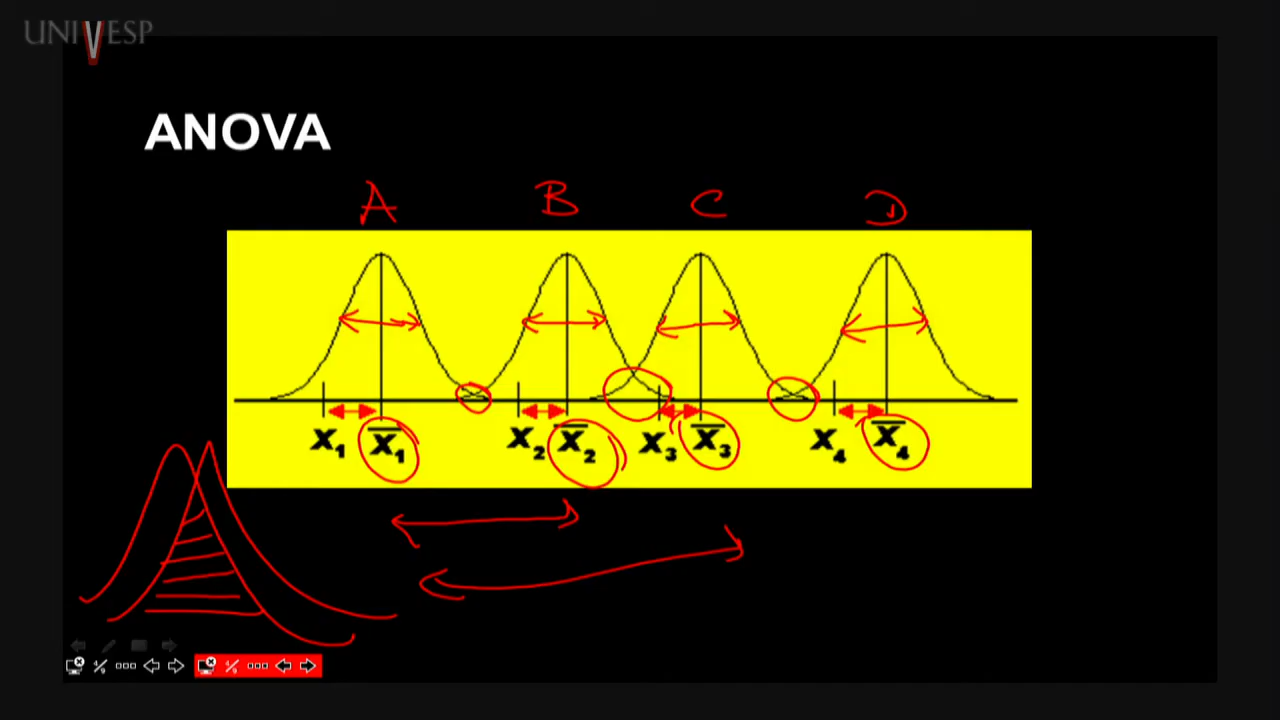 UNIVESP
ANOVA
A B C D
X₁ X̅₁ X₂ X̅₂ X₃ X̅₃ X₄ X̅₄